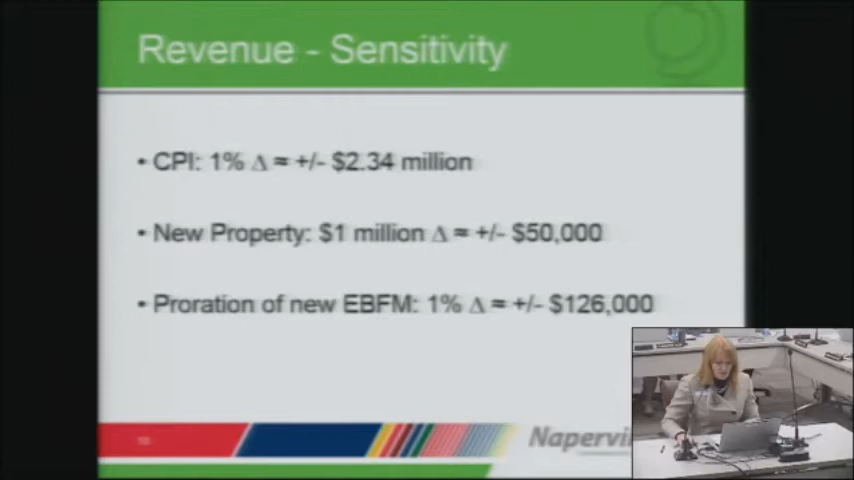 Revenue - Sensitivity
• CPI: 1% Δ ≈ +/- $2.34 million
• New Property: $1 million Δ ≈ +/- $50,000
• Proration of new EBFM: 1% Δ ≈ +/- $126,000